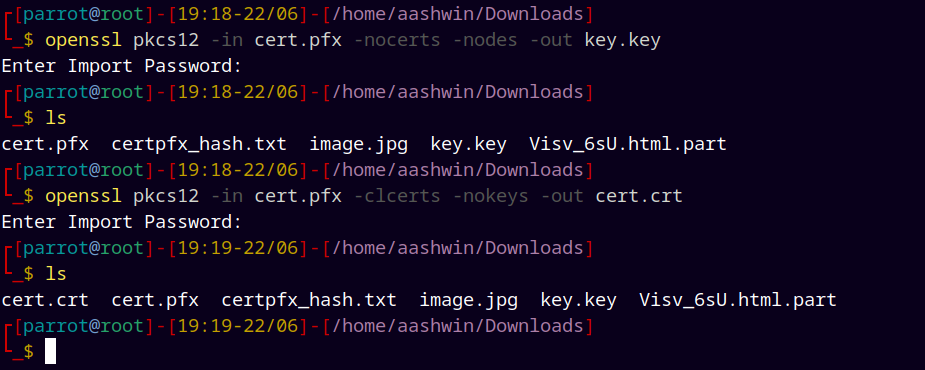 ┌[parrot@root]-[19:18-22/06]-[/home/aashwin/Downloads]
└_$ openssl pkcs12 -in cert.pfx -nocerts -nodes -out key.key
Enter Import Password:
┌[parrot@root]-[19:18-22/06]-[/home/aashwin/Downloads]
└_$ ls
cert.pfx  certpfx_hash.txt  image.jpg  key.key  Visv_6sU.html.part
┌[parrot@root]-[19:18-22/06]-[/home/aashwin/Downloads]
└_$ openssl pkcs12 -in cert.pfx -clcerts -nokeys -out cert.crt
Enter Import Password:
┌[parrot@root]-[19:19-22/06]-[/home/aashwin/Downloads]
└_$ ls
cert.crt  cert.pfx  certpfx_hash.txt  image.jpg  key.key  Visv_6sU.html.part
┌[parrot@root]-[19:19-22/06]-[/home/aashwin/Downloads]
└_$